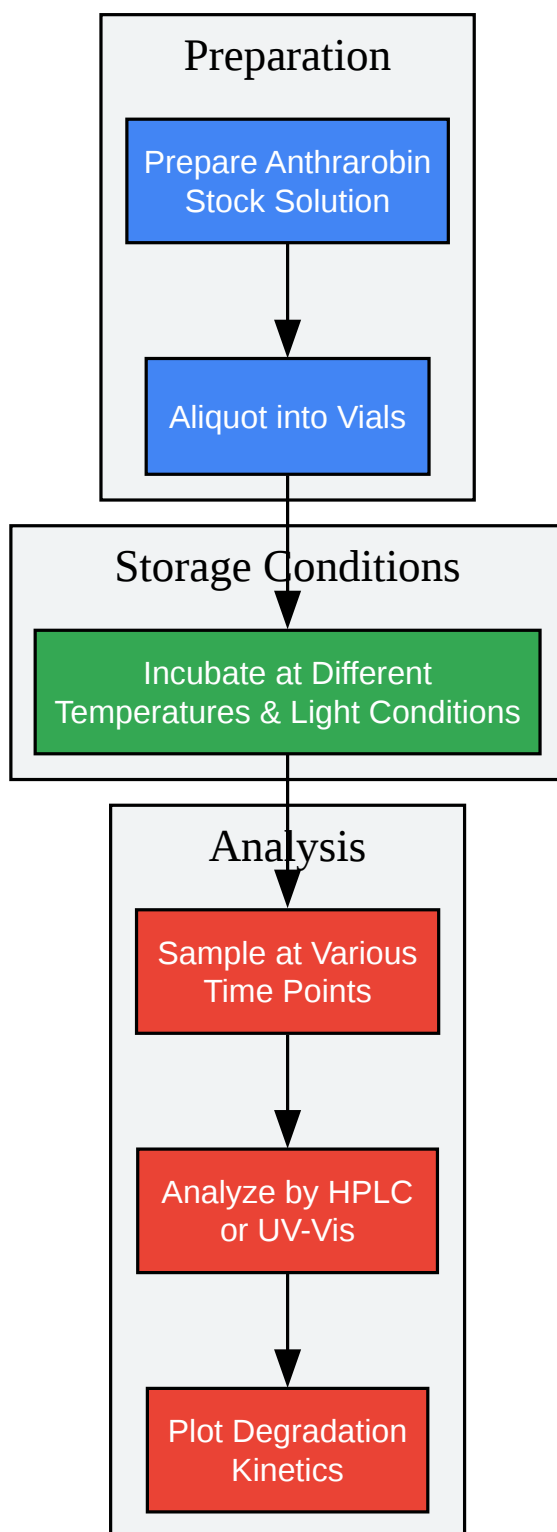 Preparation
Prepare Anthrarobin
Stock Solution
Aliquot into Vials
Storage Conditions
Incubate at Different
Temperatures & Light Conditions
Analysis
Sample at Various
Time Points
Analyze by HPLC
or UV-Vis
Plot Degradation
Kinetics